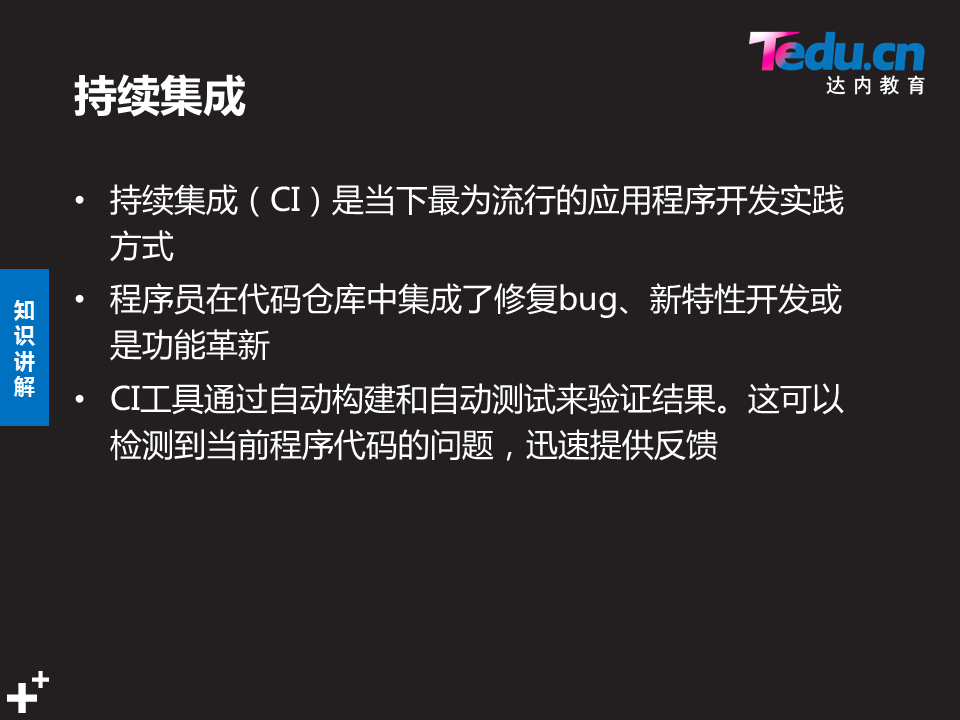 Tedu.cn
达内教育
持续集成
• 持续集成（CI）是当下最为流行的应用程序开发实践
方式
• 程序员在代码仓库中集成了修复bug、新特性开发或
是功能革新
• CI工具通过自动构建和自动测试来验证结果。这可以
检测到当前程序代码的问题，迅速提供反馈
知识讲解